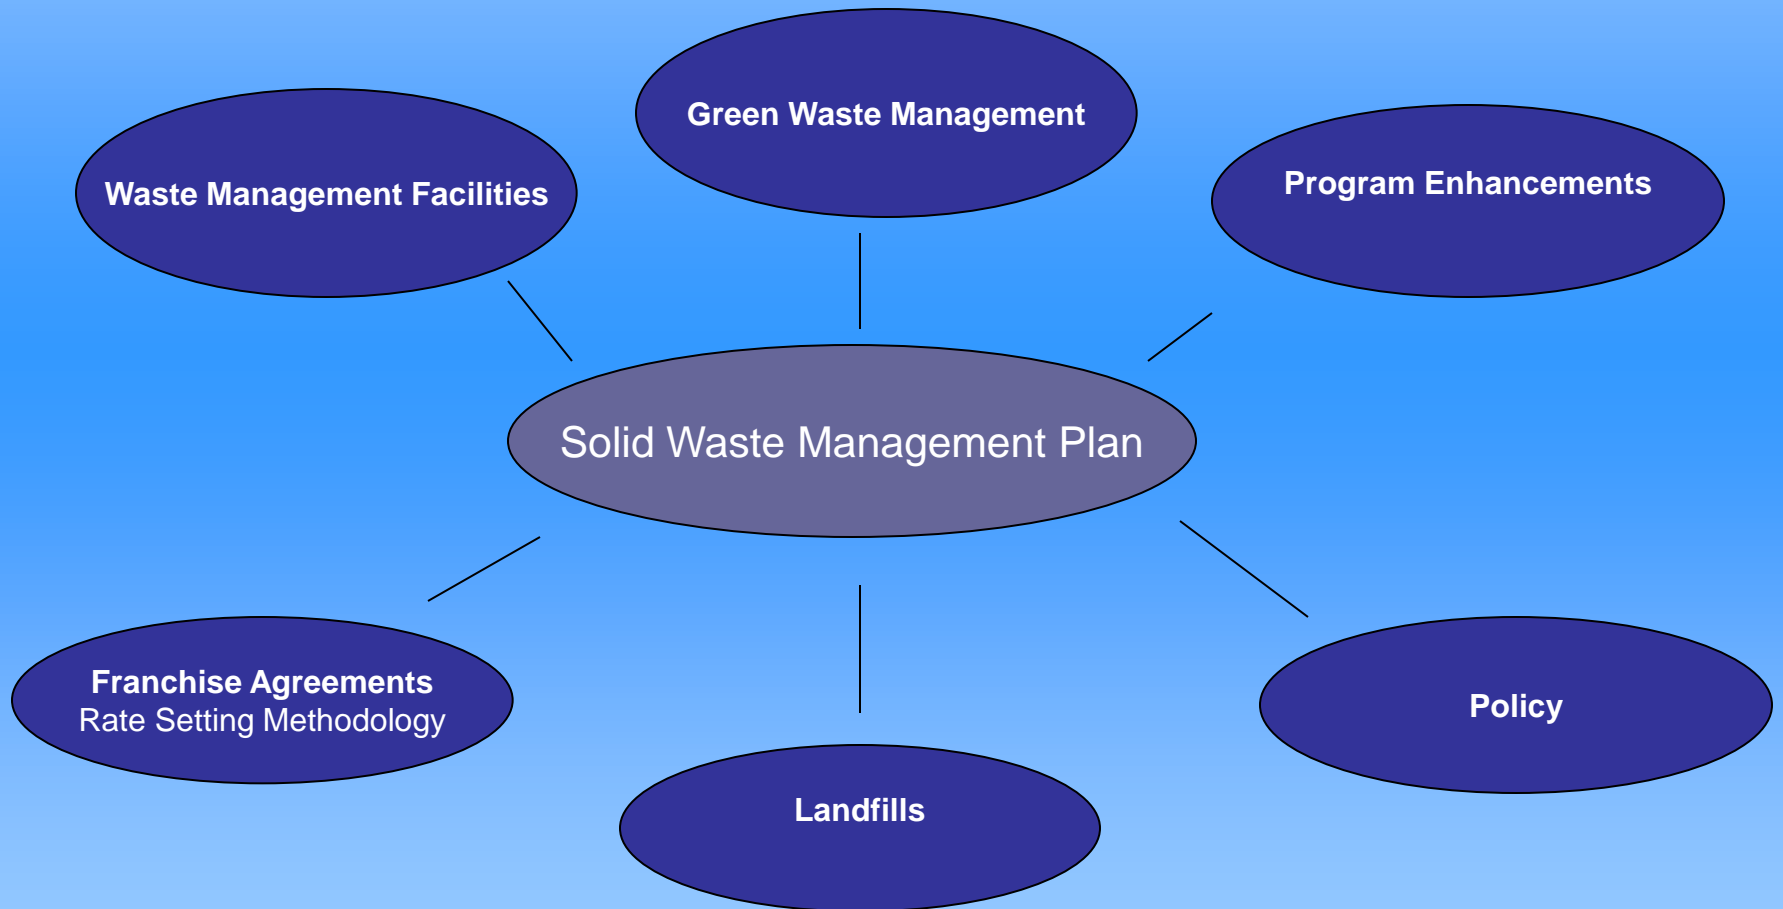 Green Waste Management
Waste Management Facilities
Program Enhancements
Solid Waste Management Plan
Franchise Agreements
Rate Setting Methodology
Policy
Landfills